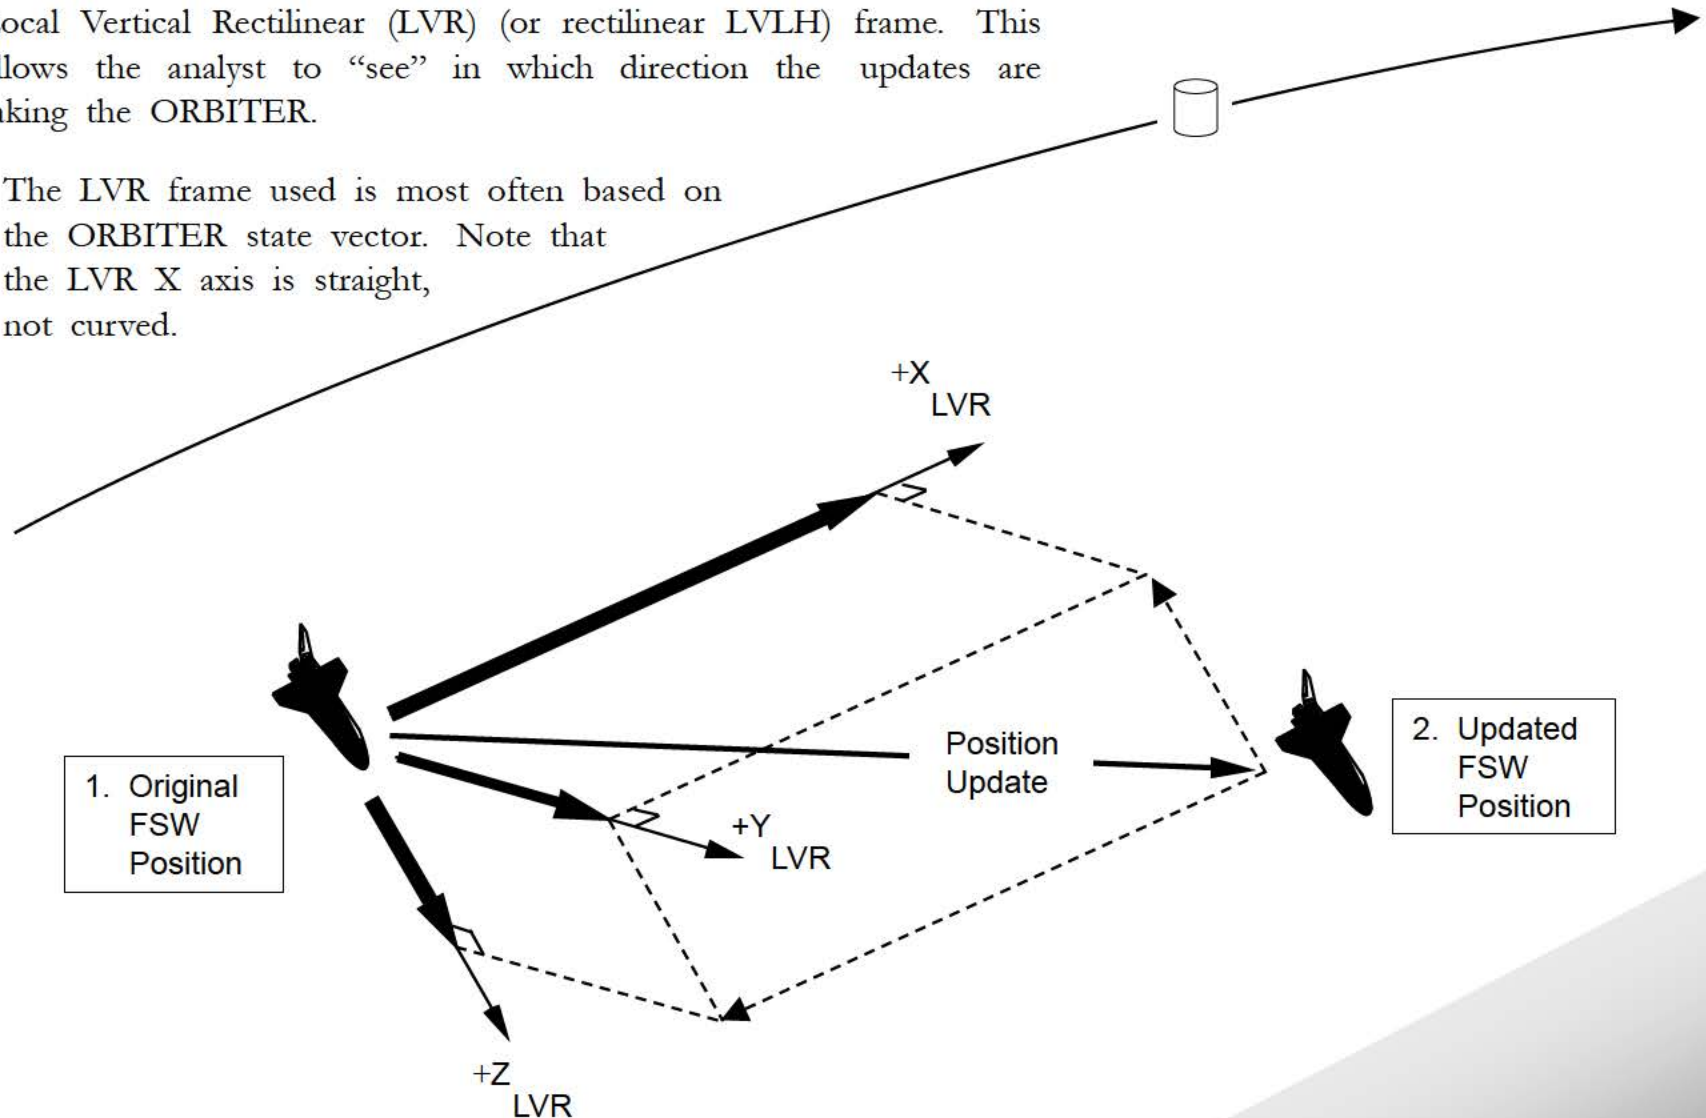 ocal Vertical Rectilinear (LVR) (or rectilinear LVLH) frame. This
llows the analyst to “see” in which direction the updates are
aking the ORBITER.
The LVR frame used is most often based on
the ORBITER state vector. Note that
the LVR X axis is straight,
not curved.
+X
LVR
1. Original
FSW
Position
Position
Update
2. Updated
FSW
Position
+Y
LVR
+Z
LVR